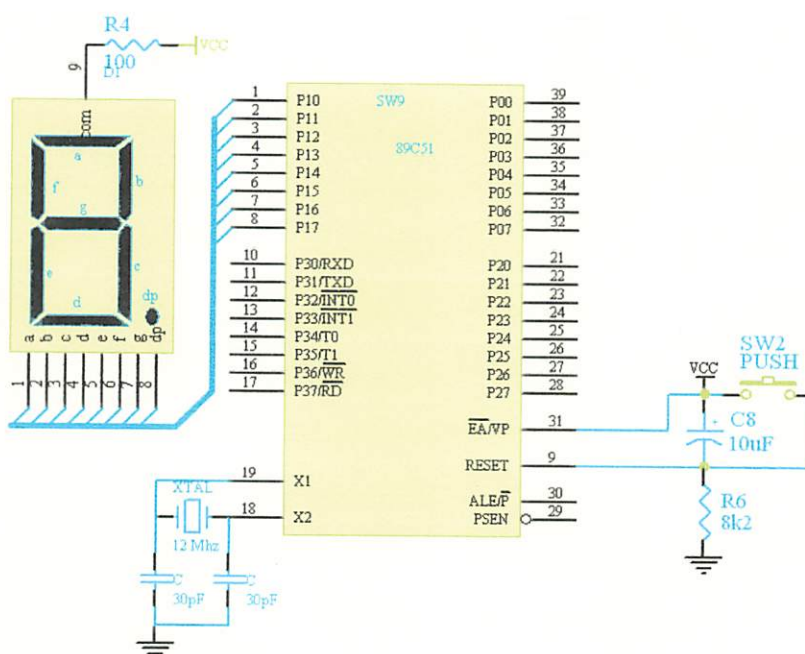 R4
100
VCC
9
D1
com
a
f
b
g
e
c
d
dp
a
b
c
d
e
f
g
dp
1
2
3
4
5
6
7
8
SW9
89C51
1 P10
2 P11
3 P12
4 P13
5 P14
6 P15
7 P16
8 P17
10 P30/RXD
11 P31/TXD
12 P32/INT0
13 P33/INT1
14 P34/T0
15 P35/T1
16 P36/WR
17 P37/RD
19 X1
18 X2
P00 39
P01 38
P02 37
P03 36
P04 35
P05 34
P06 33
P07 32
P20 21
P21 22
P22 23
P23 24
P24 25
P25 26
P26 27
P27 28
EA/VP 31
RESET 9
ALE/P 30
PSEN 29
XTAL
12 Mhz
C
30pF
C
30pF
SW2
PUSH
VCC
+
C8
10uF
R6
8k2